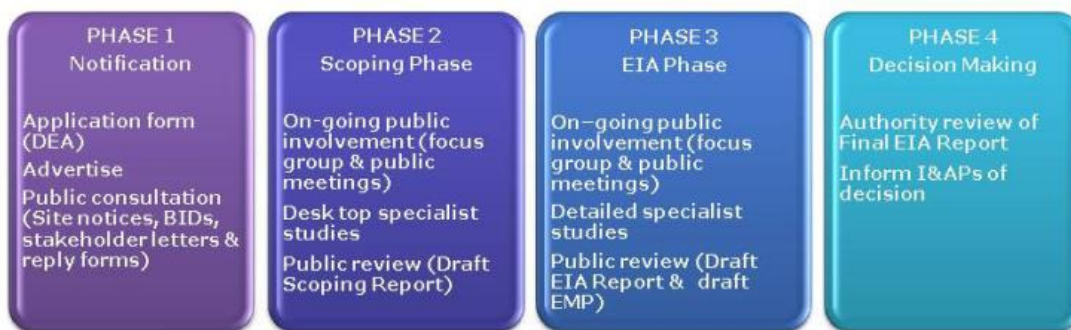 PHASE 1
Notification
Application form
(DEA)
Advertise
Public consultation
(Site notices, BIDs,
stakeholder letters &
reply forms)
PHASE 2
Scoping Phase
On-going public
involvement (focus
group & public
meetings)
Desk top specialist
studies
Public review (Draft
Scoping Report)
PHASE 3
EIA Phase
On–going public
involvement (focus
group & public
meetings)
Detailed specialist
studies
Public review (Draft
EIA Report & draft
EMP)
PHASE 4
Decision Making
Authority review of
Final EIA Report
Inform I&APs of
decision